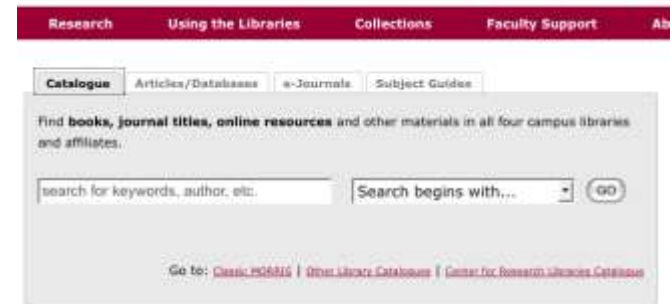 Research Using the Libraries Collections Faculty Support Ab
Catalogue Articles/Databases e-Journals Subject Guides
Find books, journal titles, online resources and other materials in all four campus libraries
and affiliates.
search for keywords, author, etc. Search begins with... GO
Go to: Classic MORRIS | Other Library Catalogues | Center for Research Libraries Catalogue